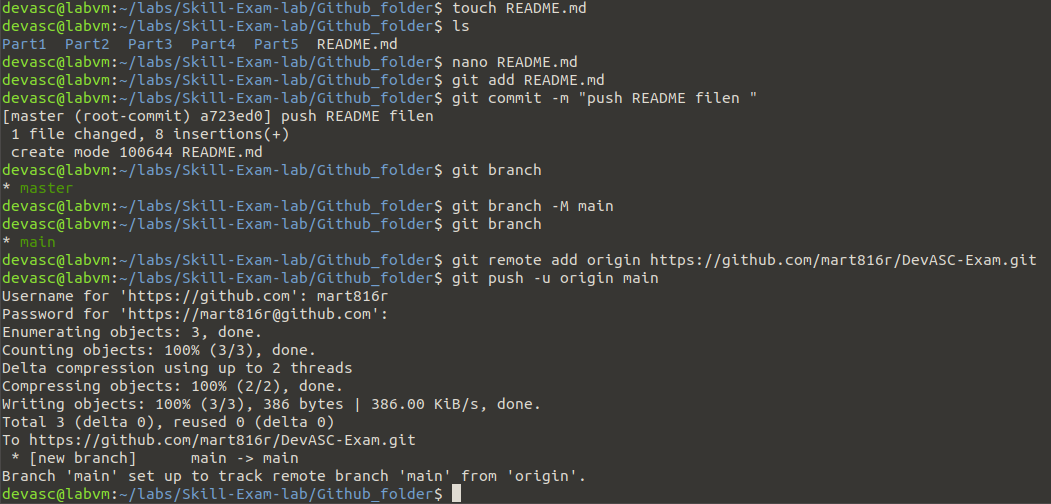 devasc@labvm:~/labs/Skill-Exam-lab/Github_folder$ touch README.md
devasc@labvm:~/labs/Skill-Exam-lab/Github_folder$ ls
Part1  Part2  Part3  Part4  Part5  README.md
devasc@labvm:~/labs/Skill-Exam-lab/Github_folder$ nano README.md
devasc@labvm:~/labs/Skill-Exam-lab/Github_folder$ git add README.md
devasc@labvm:~/labs/Skill-Exam-lab/Github_folder$ git commit -m "push README filen "
[master (root-commit) a723ed0] push README filen
 1 file changed, 8 insertions(+)
 create mode 100644 README.md
devasc@labvm:~/labs/Skill-Exam-lab/Github_folder$ git branch
* master
devasc@labvm:~/labs/Skill-Exam-lab/Github_folder$ git branch -M main
devasc@labvm:~/labs/Skill-Exam-lab/Github_folder$ git branch
* main
devasc@labvm:~/labs/Skill-Exam-lab/Github_folder$ git remote add origin https://github.com/mart816r/DevASC-Exam.git
devasc@labvm:~/labs/Skill-Exam-lab/Github_folder$ git push -u origin main
Username for 'https://github.com': mart816r
Password for 'https://mart816r@github.com':
Enumerating objects: 3, done.
Counting objects: 100% (3/3), done.
Delta compression using up to 2 threads
Compressing objects: 100% (2/2), done.
Writing objects: 100% (3/3), 386 bytes | 386.00 KiB/s, done.
Total 3 (delta 0), reused 0 (delta 0)
To https://github.com/mart816r/DevASC-Exam.git
 * [new branch]      main -> main
Branch 'main' set up to track remote branch 'main' from 'origin'.
devasc@labvm:~/labs/Skill-Exam-lab/Github_folder$